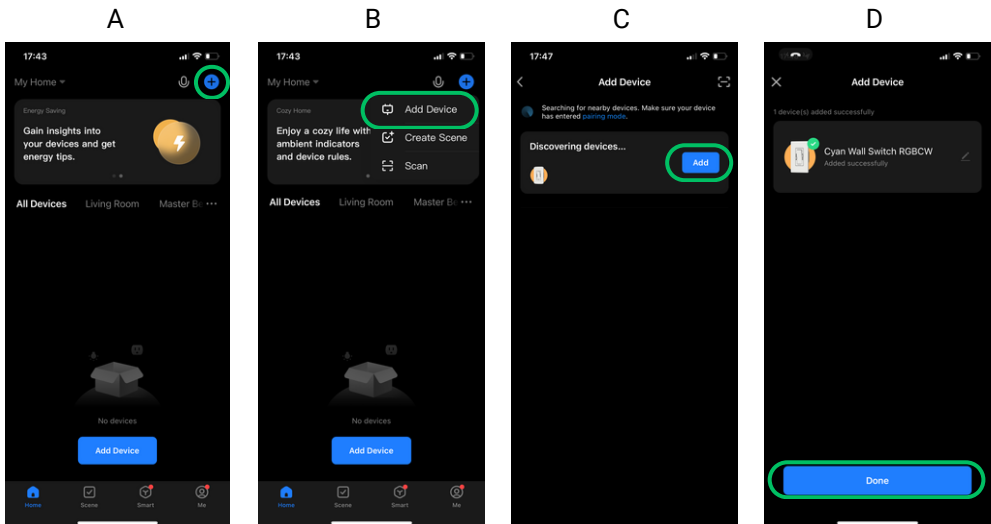 A
B
C
D
17:43
My Home
Energy Saving
Gain insights into
your devices and get
energy tips.
All Devices
Living Room
Master Be
No devices
Add Device
Home
Scene
Smart
Me
17:43
My Home
Add Device
Create Scene
Scan
Cozy Home
Enjoy a cozy life with
ambient indicators
and device rules.
All Devices
Living Room
Master Be
No devices
Add Device
Home
Scene
Smart
Me
17:47
Add Device
Searching for nearby devices. Make sure your device
has entered pairing mode.
Discovering devices...
Add
Add Device
1 device(s) added successfully
Cyan Wall Switch RGBCW
Added successfully
Done